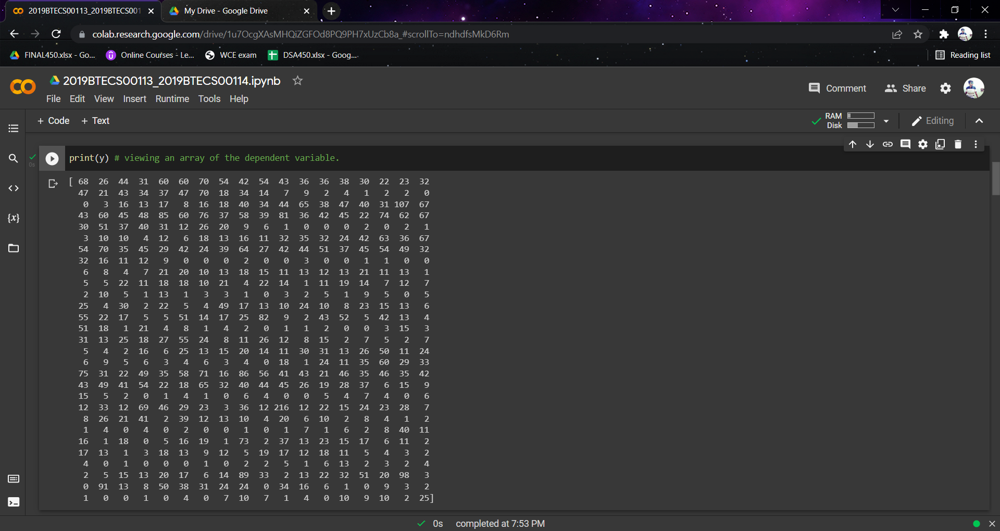 2019BTECS00113_2019BTECS001
My Drive - Google Drive
colab.research.google.com/drive/1u7OcgXAsMHQiZGFOd8PQ9PH7xUzCb8a_#scrollTo=ndhdfsMkD6Rm
FINAL450.xlsx - Go... Online Courses - Le... WCE exam DSA450.xlsx - Goog... Reading list
2019BTECS00113_2019BTECS00114.ipynb
Comment Share
File Edit View Insert Runtime Tools Help
+ Code + Text
RAM
Disk
Editing
0s
print(y) # viewing an array of the dependent variable.
[ 68 26 44 31 60 60 70 54 42 54 43 36 36 38 30 22 23 32
47 21 43 34 37 47 70 18 34 14 7 9 2 4 1 2 2 0
0 3 16 13 17 8 16 18 40 34 44 65 38 47 40 31 107 67
43 60 45 48 85 60 76 37 58 39 81 36 42 45 22 74 62 67
30 51 37 40 31 12 26 20 9 6 1 0 0 0 2 0 2 1
3 10 10 4 12 6 18 13 16 11 32 35 32 24 42 63 36 67
54 70 35 45 29 42 24 39 64 27 42 44 51 37 45 54 49 32
32 16 11 12 9 0 0 0 2 0 0 3 0 0 1 1 0 0
6 8 4 7 21 20 10 13 18 15 11 13 12 13 21 11 13 1
5 5 22 11 18 18 10 21 4 22 14 1 11 19 14 7 12 7
2 10 5 1 13 1 3 3 1 0 3 2 5 1 9 5 0 5
25 4 30 2 22 5 4 49 17 13 10 24 10 8 23 15 13 6
55 22 17 5 5 51 14 17 25 82 9 2 43 52 5 42 13 4
51 18 1 21 4 8 1 4 2 0 1 1 2 0 0 3 15 3
31 13 25 18 27 55 24 8 11 26 12 8 15 2 7 5 2 7
5 4 2 16 6 25 13 15 20 14 11 30 31 13 26 50 11 24
6 9 5 6 3 4 6 3 4 0 18 1 24 11 35 60 29 33
75 31 22 49 35 58 71 16 86 56 41 43 21 46 35 46 35 42
43 49 41 54 22 18 65 32 40 44 45 26 19 28 37 6 15 9
15 5 2 0 1 4 1 0 6 4 0 0 5 4 7 4 0 6
12 33 12 69 46 29 23 3 36 12 216 12 22 15 24 23 28 7
8 26 21 41 2 39 12 13 10 4 20 6 10 2 8 4 1 2
1 4 0 4 0 2 0 0 1 0 1 7 1 6 2 8 40 11
16 1 18 0 5 16 19 1 73 2 37 13 23 15 17 6 11 2
17 13 1 3 18 13 9 12 5 19 17 12 18 11 5 4 3 2
4 0 1 0 0 0 1 0 2 2 5 1 6 13 2 3 2 4
2 5 15 13 20 17 6 14 89 33 2 13 22 32 51 20 98 3
0 91 13 8 50 38 31 24 24 0 34 16 6 1 0 9 3 2
1 0 0 1 0 4 0 7 10 7 1 4 0 10 9 10 2 25]
{x}
0s completed at 7:53 PM